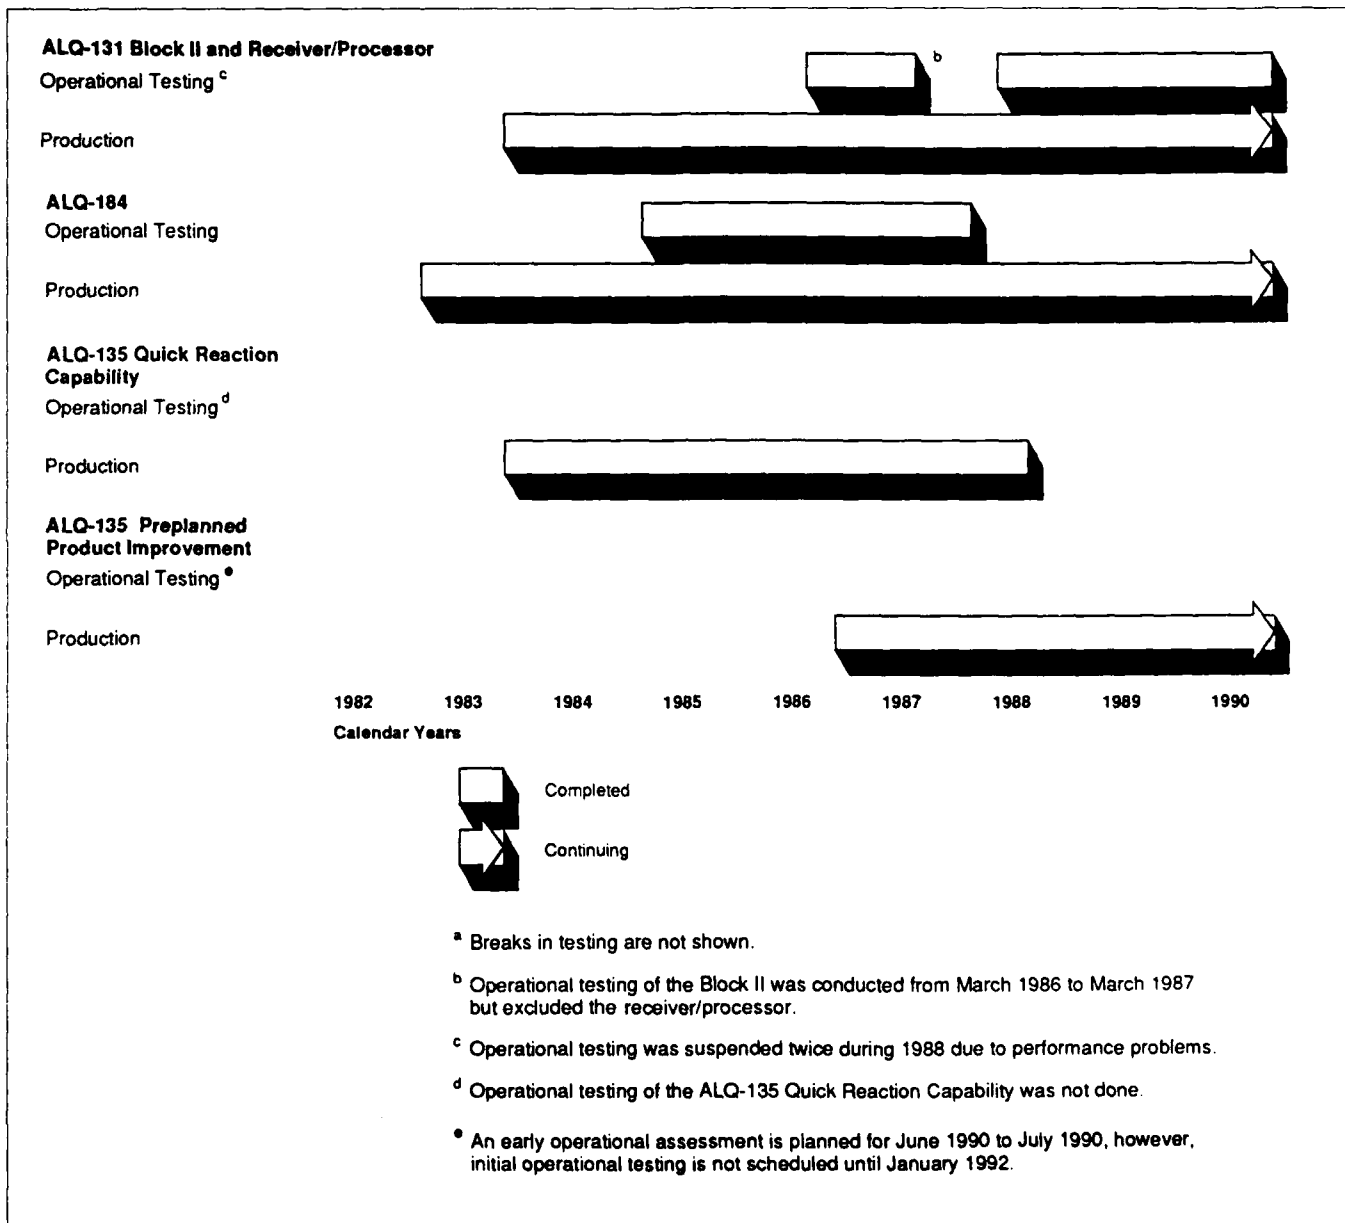 ALQ-131 Block II and Receiver/Processor
Operational Testing c
b
Production
ALQ-184
Operational Testing
Production
ALQ-135 Quick Reaction
Capability
Operational Testing d
Production
ALQ-135 Preplanned
Product Improvement
Operational Testing e
Production
1982 1983 1984 1985 1986 1987 1988 1989 1990
Calendar Years
Completed
Continuing
a Breaks in testing are not shown.
b Operational testing of the Block II was conducted from March 1986 to March 1987
but excluded the receiver/processor.
c Operational testing was suspended twice during 1988 due to performance problems.
d Operational testing of the ALQ-135 Quick Reaction Capability was not done.
e An early operational assessment is planned for June 1990 to July 1990, however,
initial operational testing is not scheduled until January 1992.